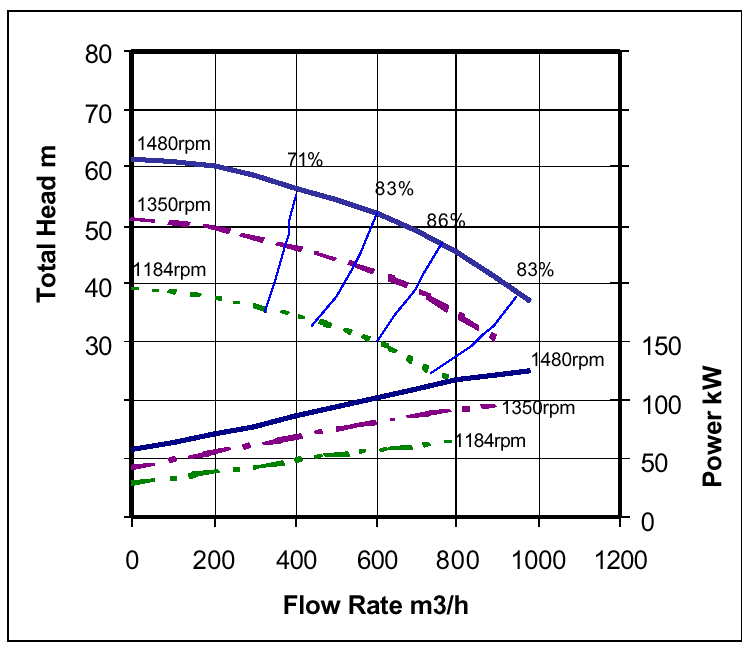 80
70
60
50
40
30
Total Head m
1480rpm
71%
83%
1350rpm
86%
1184rpm
83%
150
100
50
0
Power kW
1480rpm
1350rpm
1184rpm
0 200 400 600 800 1000 1200
Flow Rate m3/h